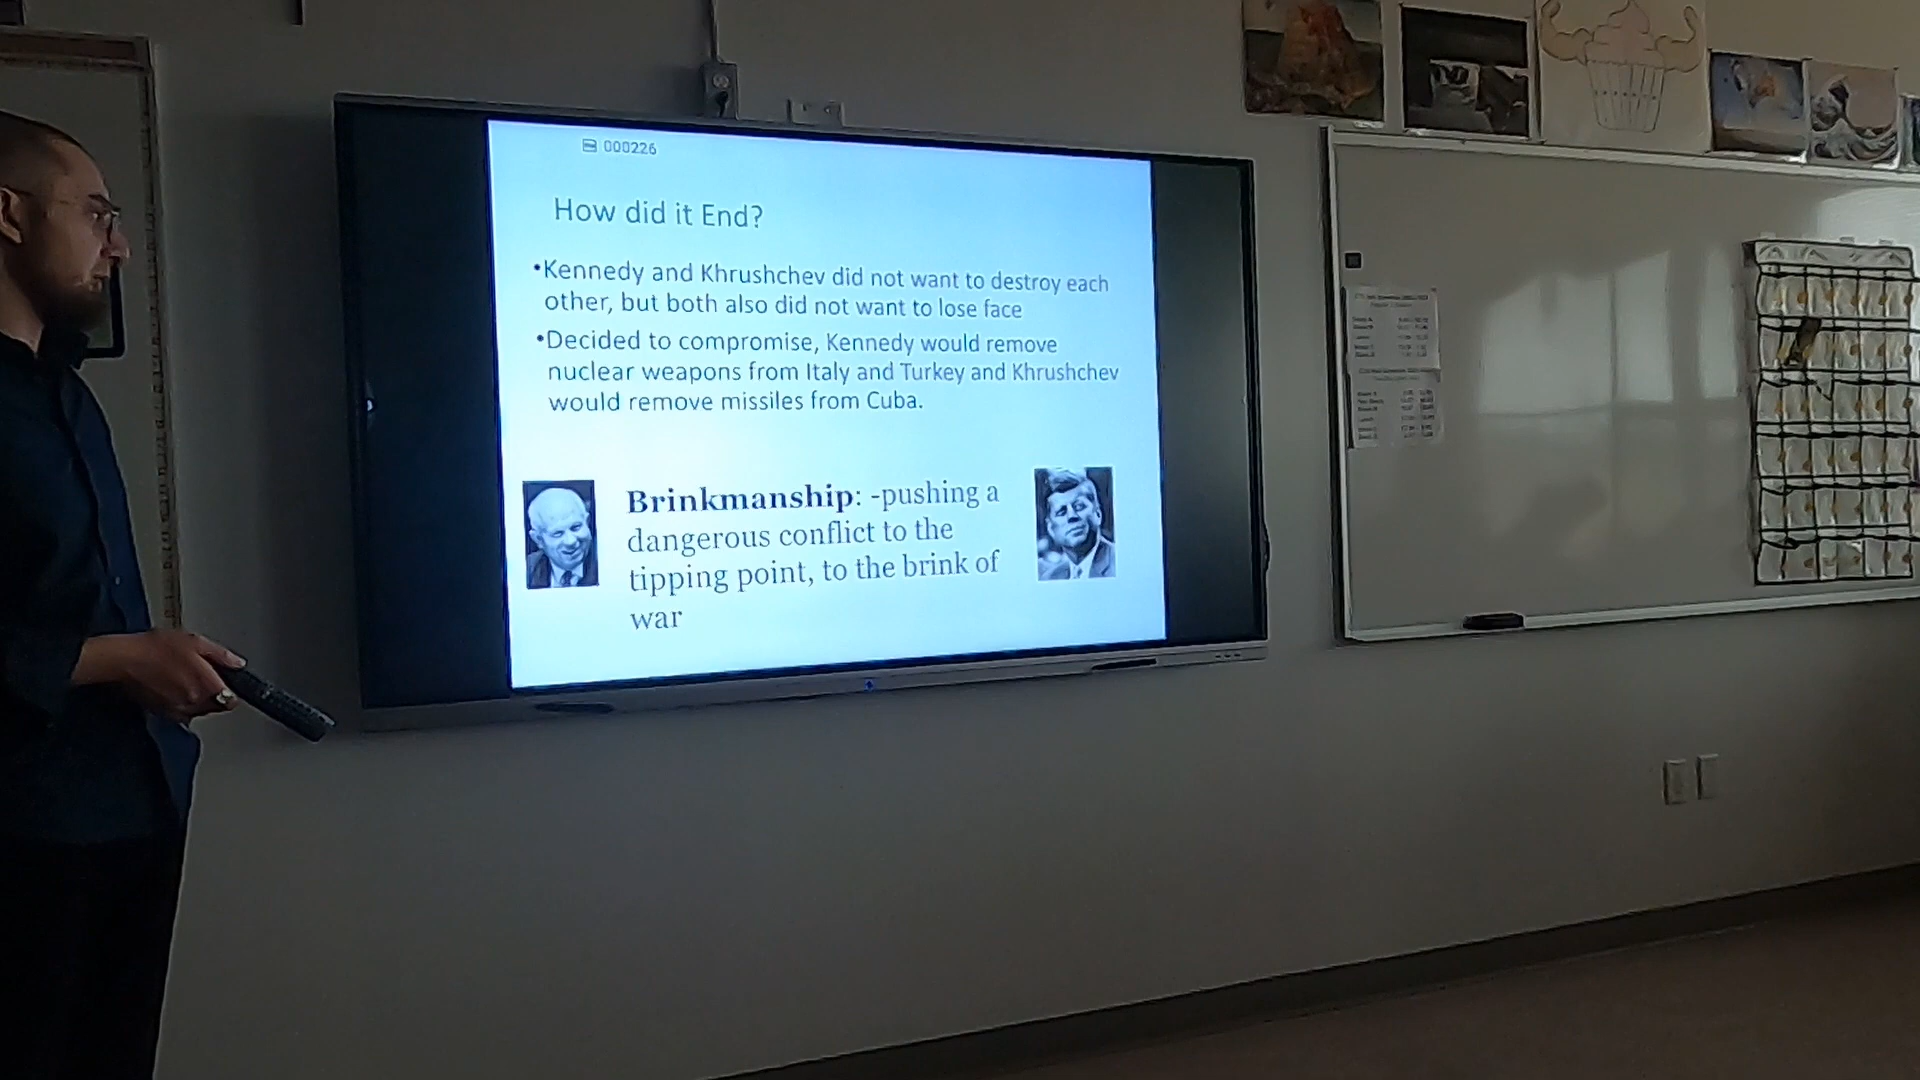 000226
How did it End?
•Kennedy and Khrushchev did not want to destroy each
other, but both also did not want to lose face
•Decided to compromise, Kennedy would remove
nuclear weapons from Italy and Turkey and Khrushchev
would remove missiles from Cuba.
Brinkmanship: -pushing a
dangerous conflict to the
tipping point, to the brink of
war